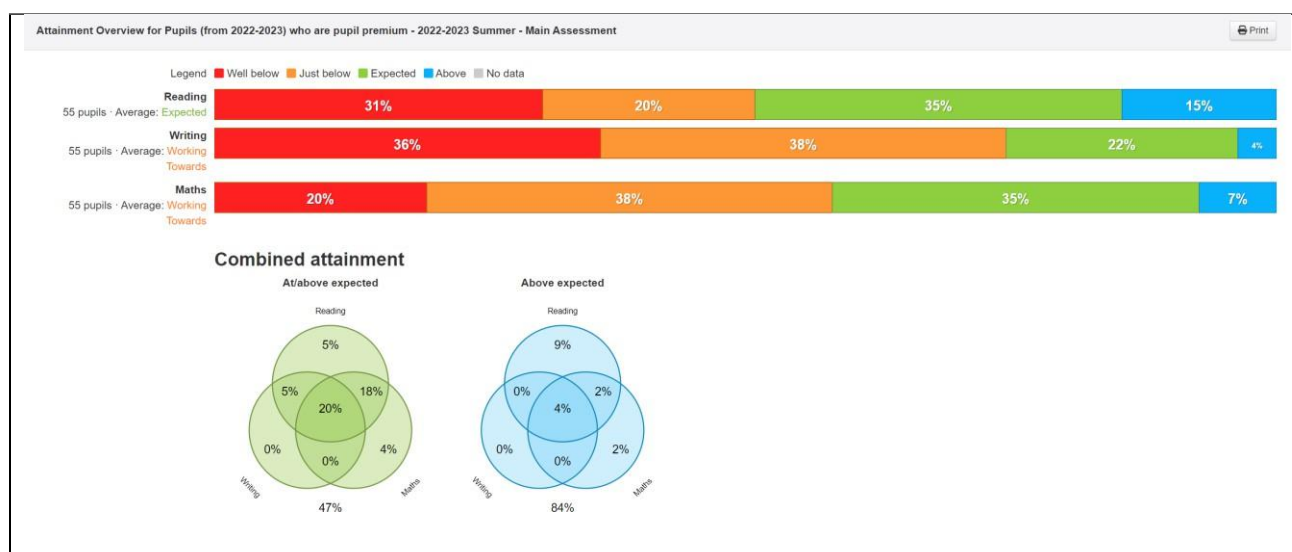 Attainment Overview for Pupils (from 2022-2023) who are pupil premium - 2022-2023 Summer - Main Assessment
Print
Legend Well below Just below Expected Above No data
Reading
55 pupils · Average: Expected
31% 20% 35% 15%
Writing
55 pupils · Average: Working
Towards
36% 38% 22% 4%
Maths
55 pupils · Average: Working
Towards
20% 38% 35% 7%
Combined attainment
At/above expected
Reading
5%
5% 18%
20%
0% 4%
0%
Writing Maths
47%
Above expected
Reading
9%
0% 2%
4%
0% 2%
0%
Writing Maths
84%